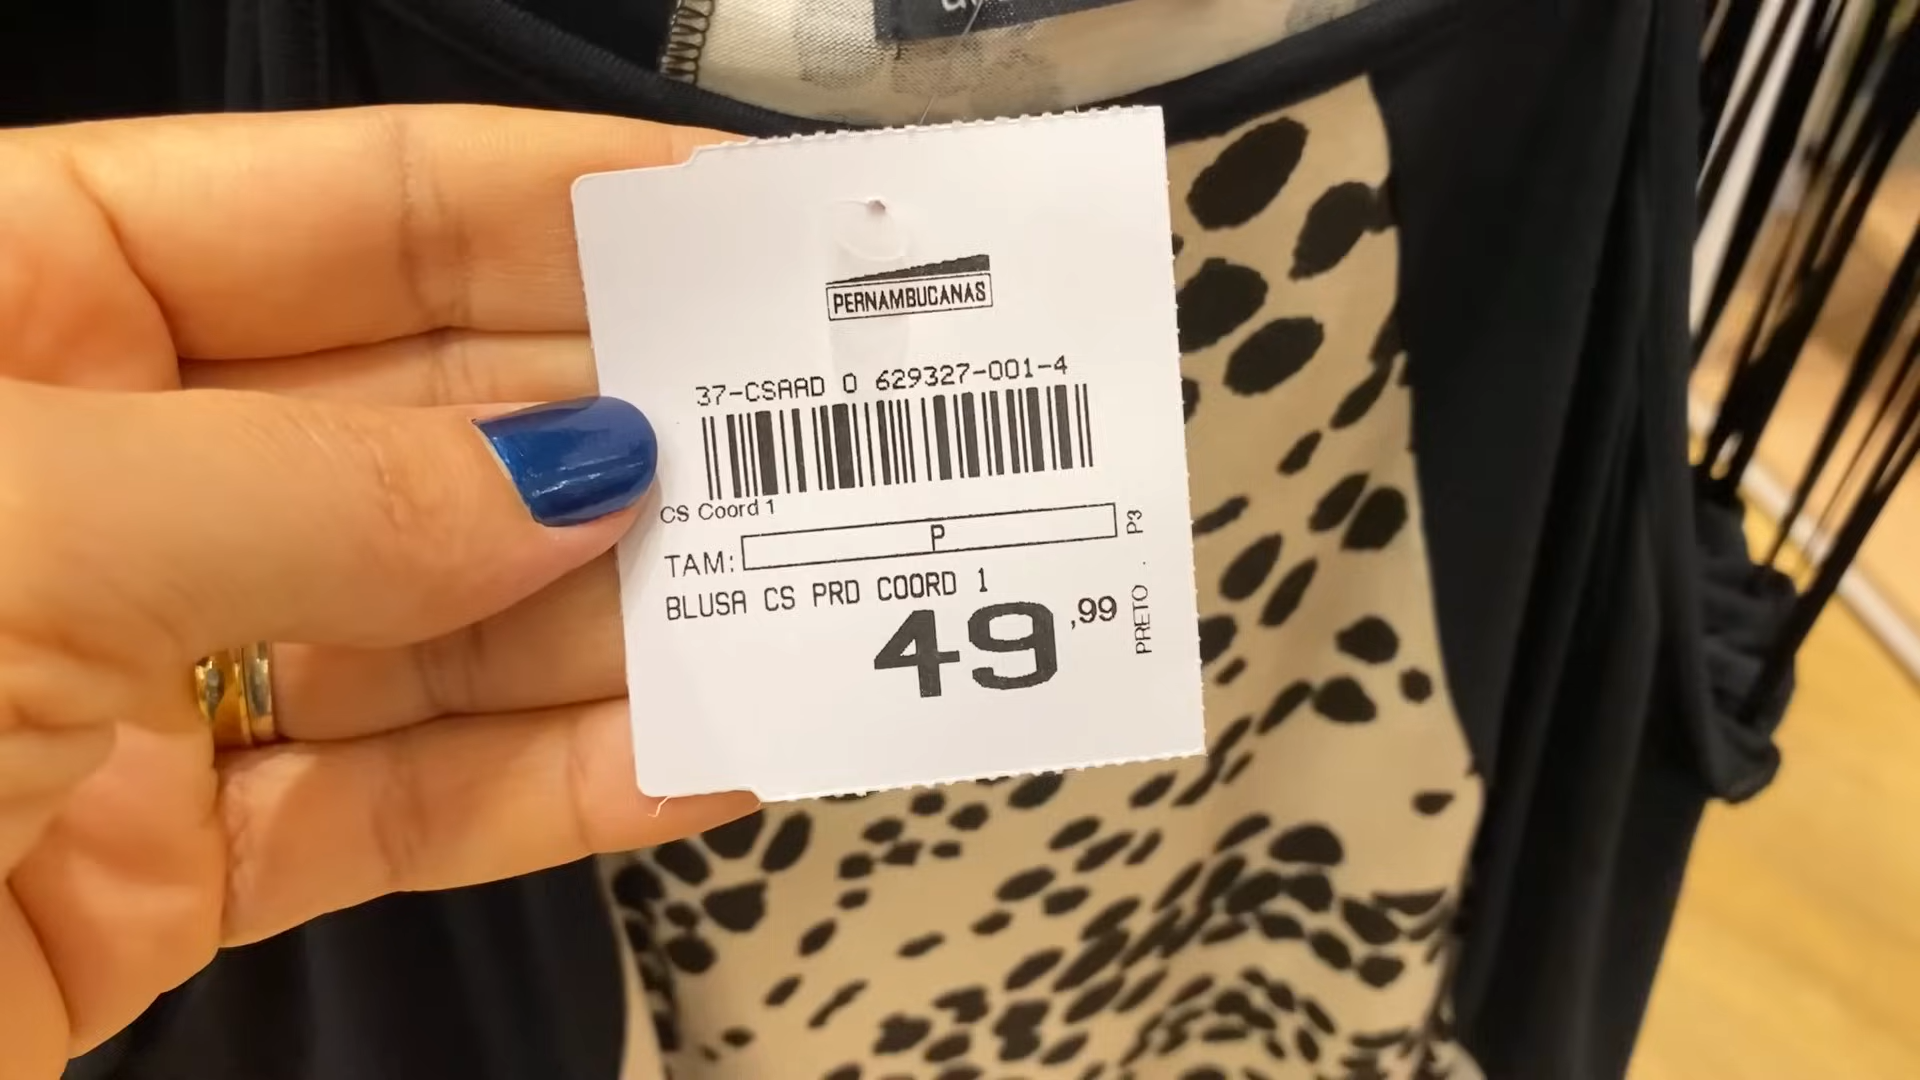 PERNAMBUCANAS
37-CSAAD 0 629327-001-4
CS Coord 1
TAM: P
BLUSA CS PRD COORD 1
49,99
PRETO . P3